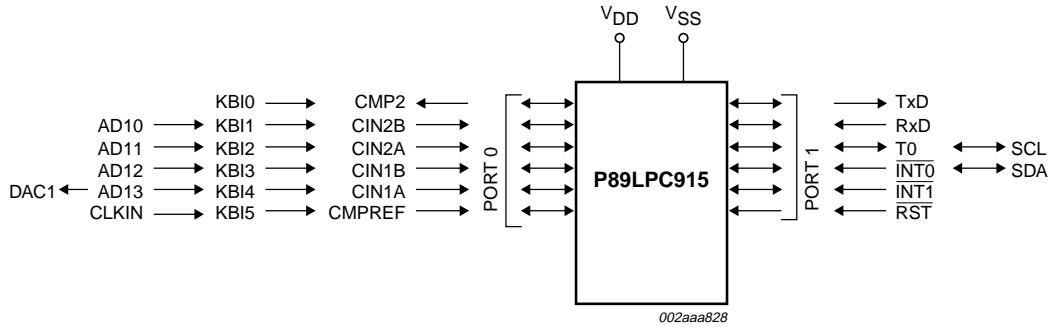 VDD VSS
KBI0 CMP2 TxD
AD10 KBI1 CIN2B RxD
AD11 KBI2 CIN2A T0 SCL
AD12 KBI3 CIN1B INT0 SDA
DAC1 AD13 KBI4 CIN1A INT1
CLKIN KBI5 CMPREF RST
PORT 0
P89LPC915
PORT 1
002aaa828